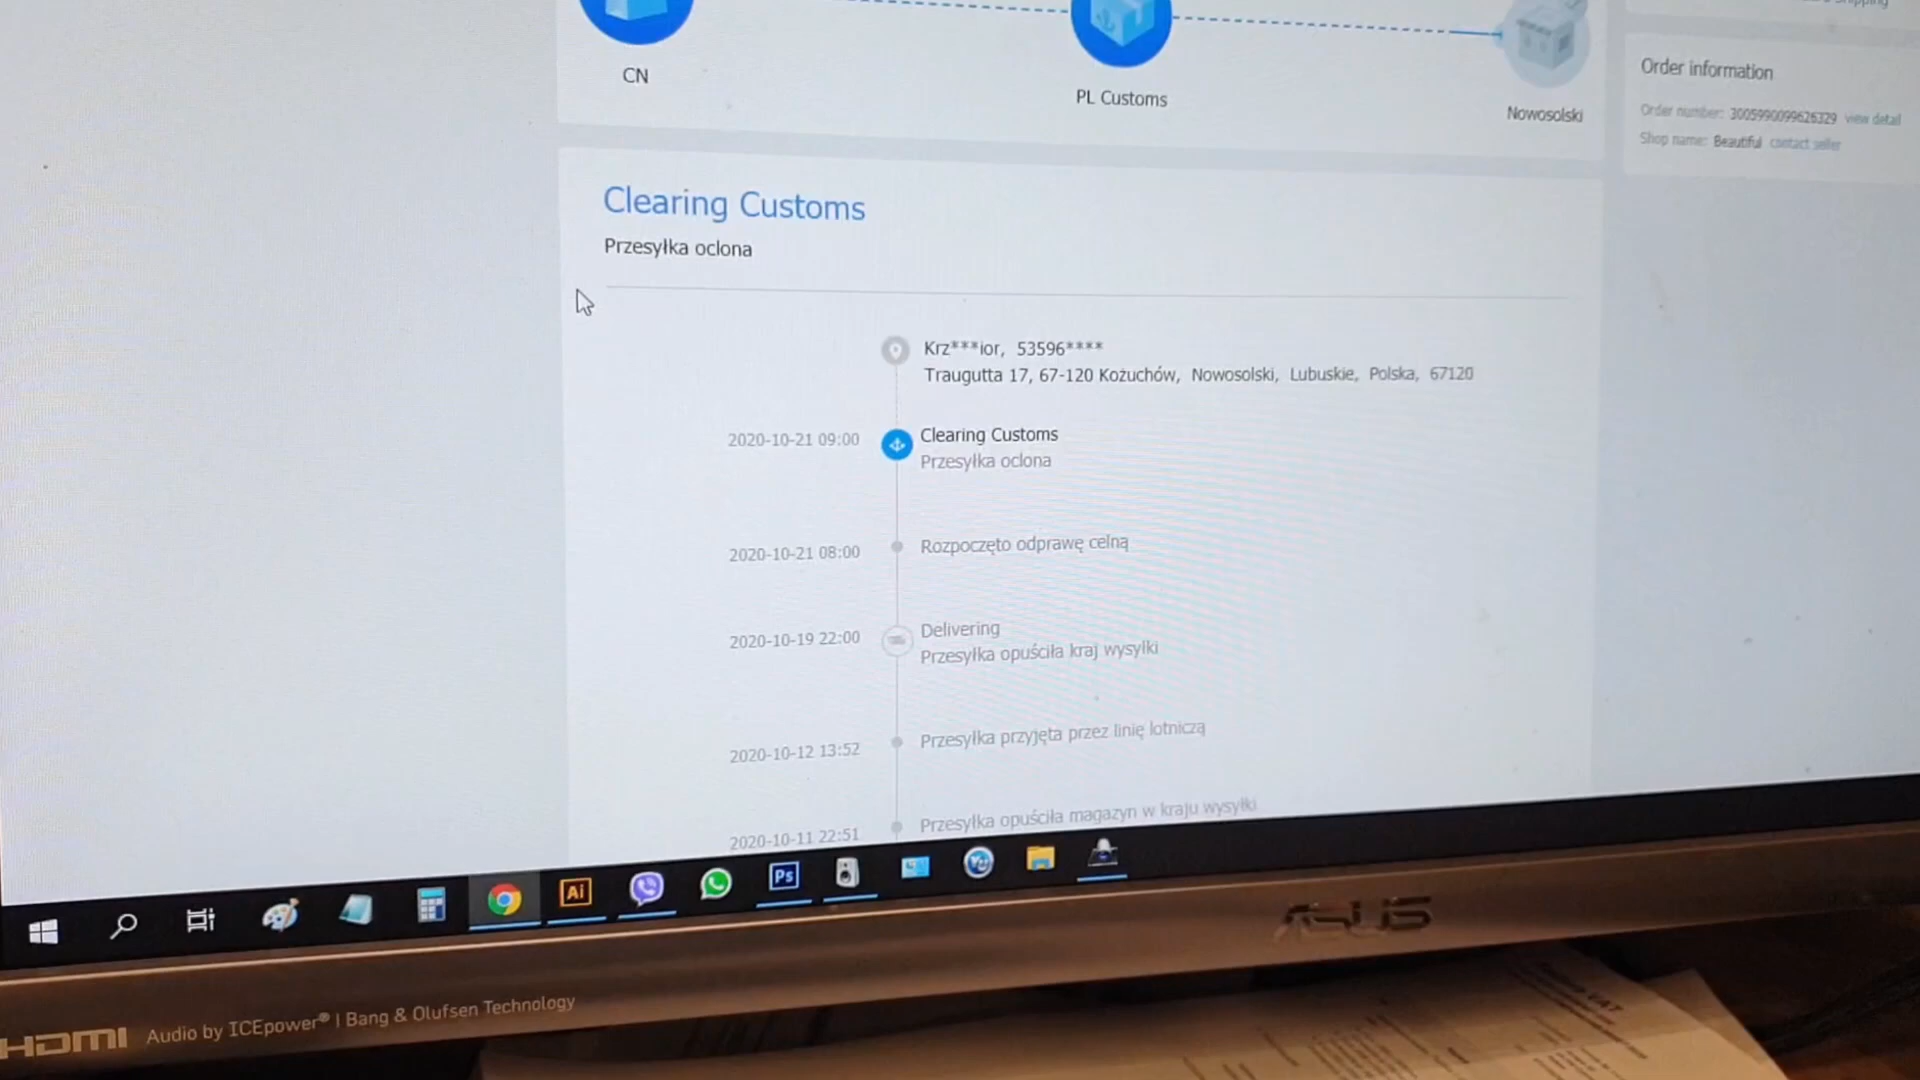 CN
PL Customs
Nowosolski
Order information
Order number: 3005990099626329 view detail
Shop name: Beautiful contact seller
Clearing Customs
Przesyłka oclona
Krz***ior, 53596****
Traugutta 17, 67-120 Kożuchów, Nowosolski, Lubuskie, Polska, 67120
2020-10-21 09:00
Clearing Customs
Przesyłka oclona
2020-10-21 08:00
Rozpoczęto odprawę celną
2020-10-19 22:00
Delivering
Przesyłka opuściła kraj wysyłki
2020-10-12 13:52
Przesyłka przyjęta przez linię lotniczą
2020-10-11 22:51
Przesyłka opuściła magazyn w kraju wysyłki
Ai
Ps
ASUS
HDMI
Audio by ICEpower® | Bang & Olufsen Technology
VAT